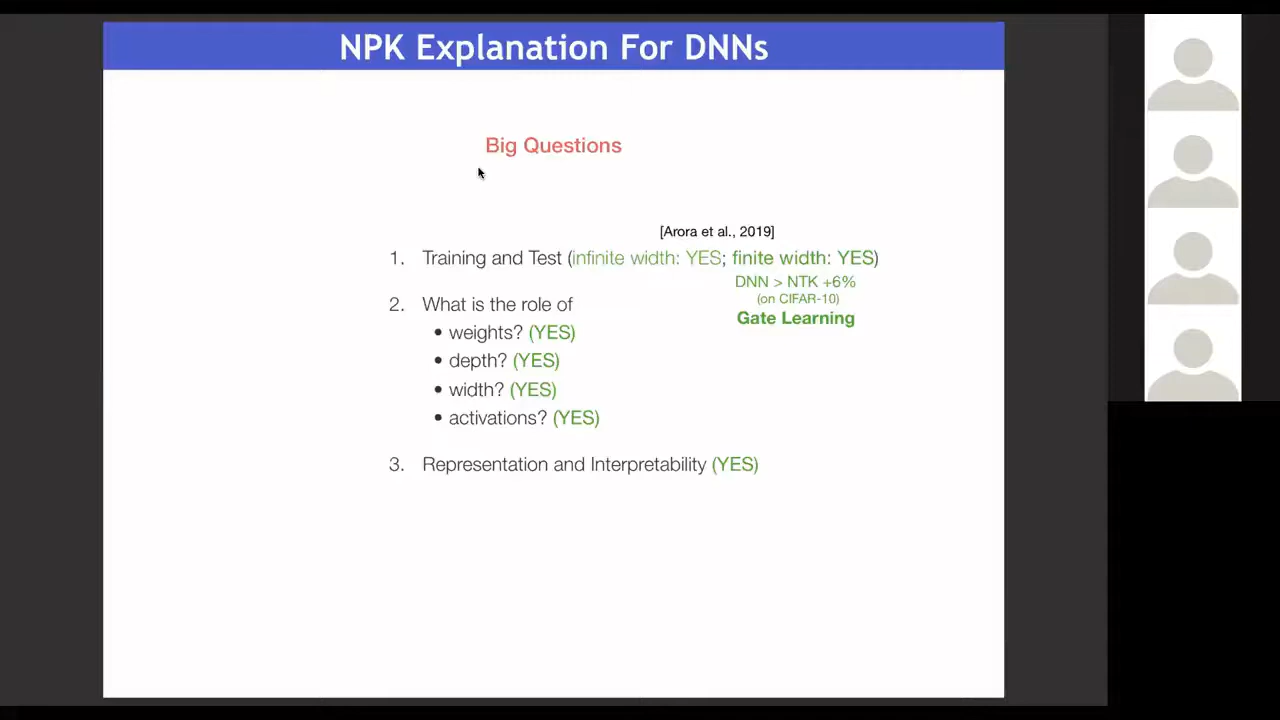 NPK Explanation For DNNs
Big Questions
[Arora et al., 2019]
1. Training and Test (infinite width: YES; finite width: YES)
DNN > NTK +6%
(on CIFAR-10)
Gate Learning
2. What is the role of
• weights? (YES)
• depth? (YES)
• width? (YES)
• activations? (YES)
3. Representation and Interpretability (YES)